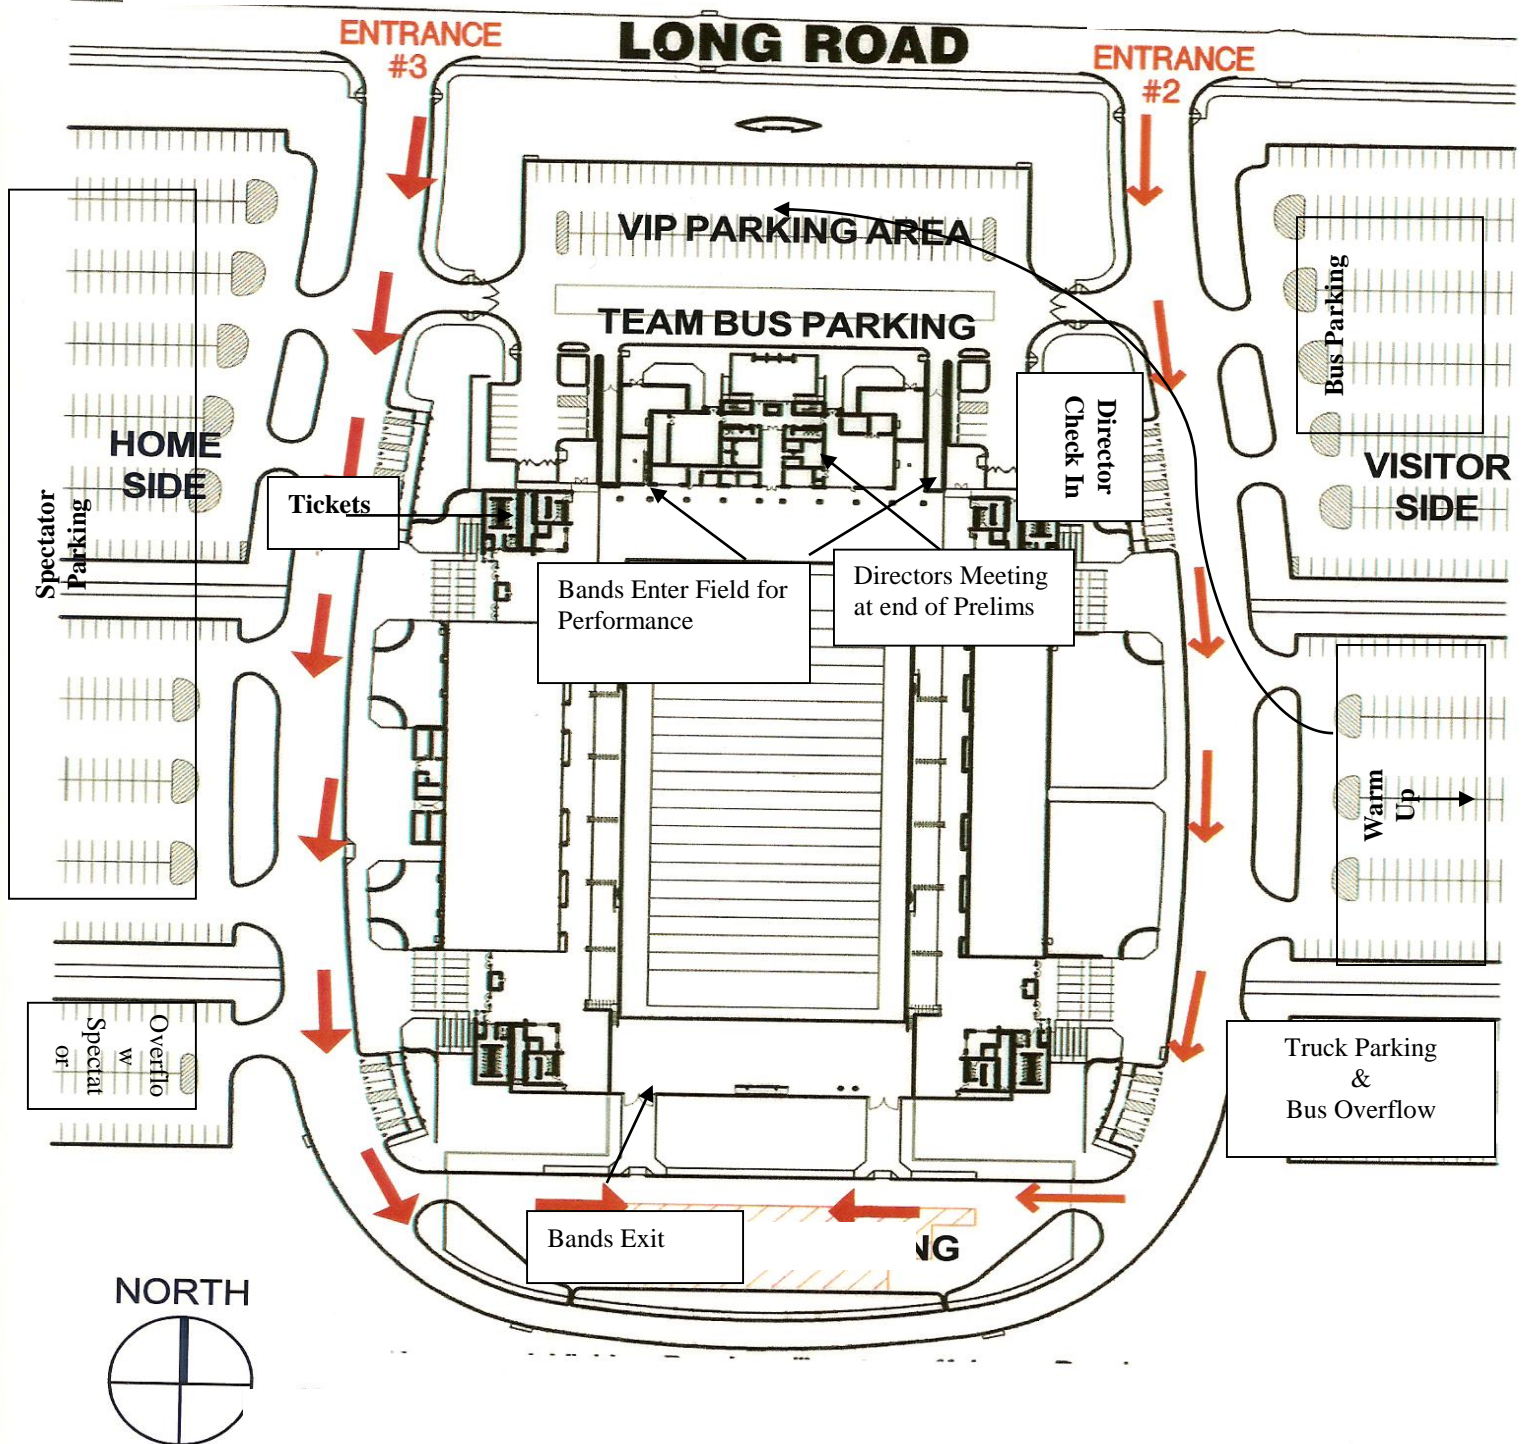 LONG ROAD
ENTRANCE
#3
ENTRANCE
#2
VIP PARKING AREA
TEAM BUS PARKING
Bus Parking
HOME
SIDE
VISITOR
SIDE
Director
Check In
Tickets
Spectator
Parking
Bands Enter Field for
Performance
Directors Meeting
at end of Prelims
Warm
Up
Overflo
w
Spectat
or
Truck Parking
&
Bus Overflow
Bands Exit
NG
NORTH